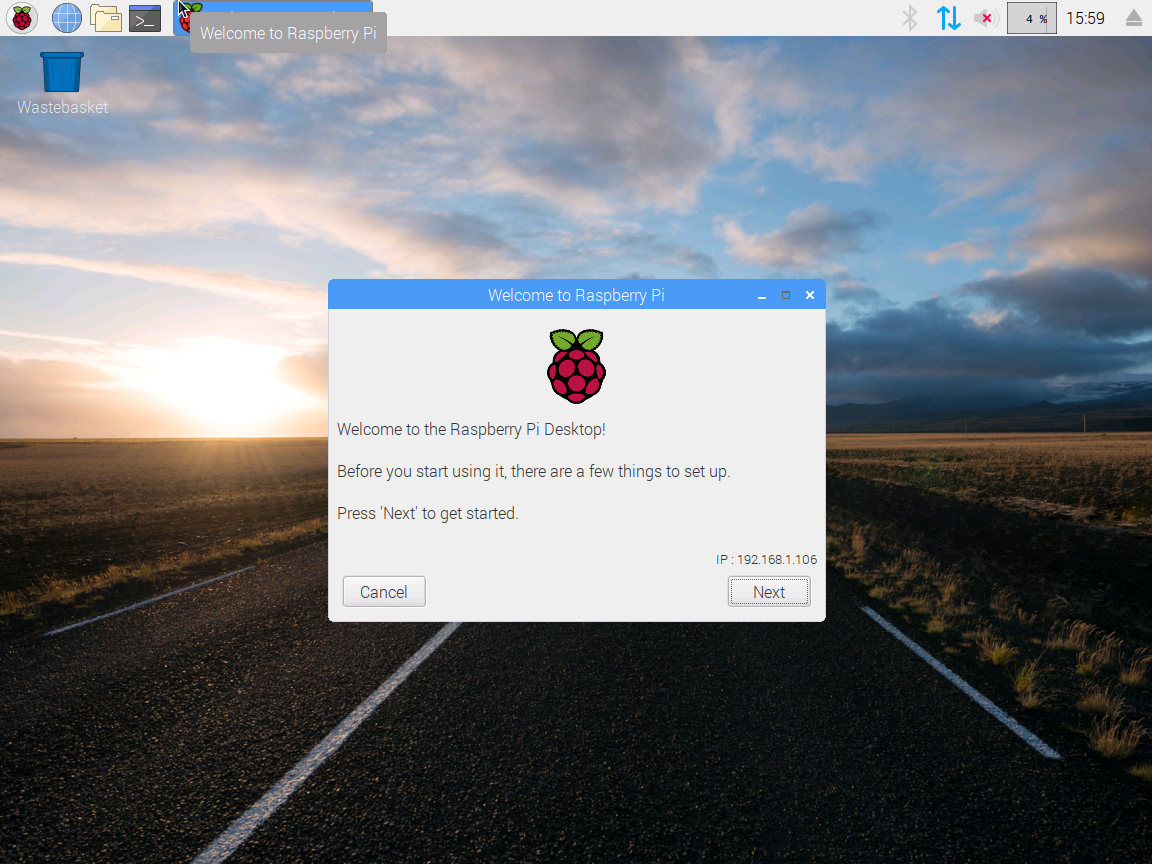 4 %
15:59
Welcome to Raspberry Pi
Wastebasket
Welcome to Raspberry Pi
Welcome to the Raspberry Pi Desktop!
Before you start using it, there are a few things to set up.
Press 'Next' to get started.
IP : 192.168.1.106
Cancel
Next